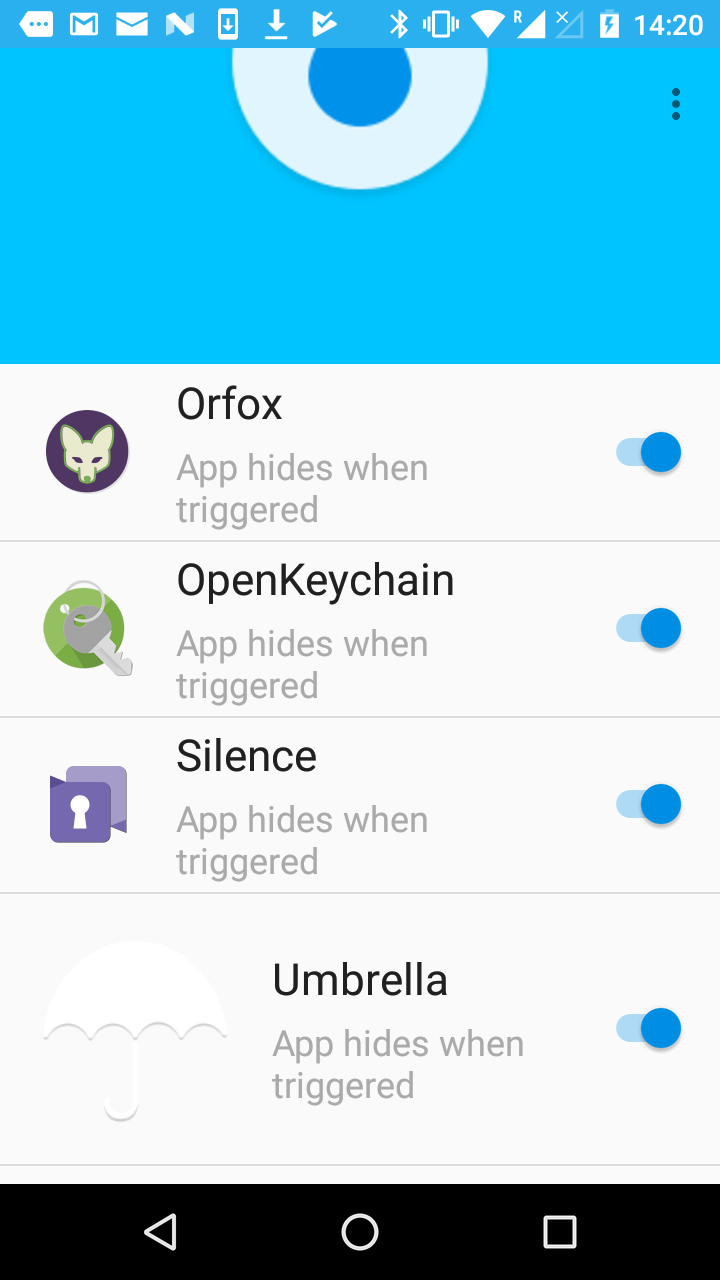 R 14:20
Orfox
App hides when
triggered
OpenKeychain
App hides when
triggered
Silence
App hides when
triggered
Umbrella
App hides when
triggered